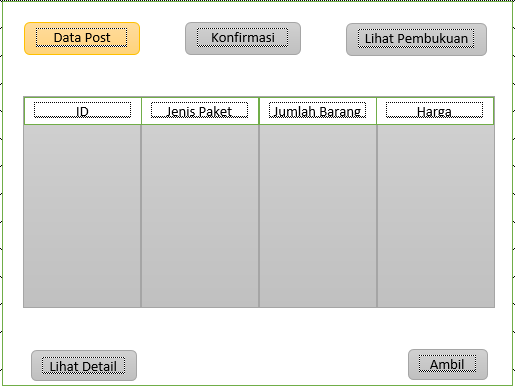 Data Post
Konfirmasi
Lihat Pembukuan
ID
Jenis Paket
Jumlah Barang
Harga
Lihat Detail
Ambil